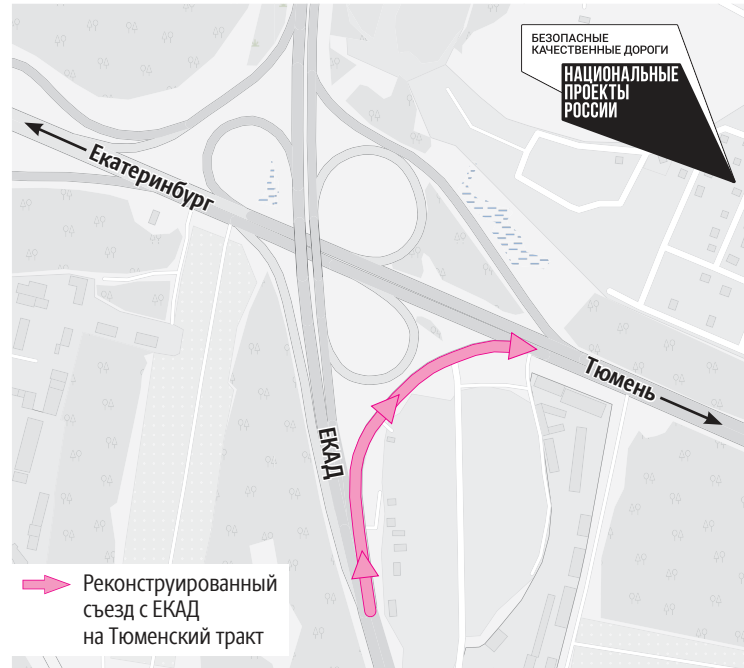 БЕЗОПАСНЫЕ
КАЧЕСТВЕННЫЕ ДОРОГИ
НАЦИОНАЛЬНЫЕ
ПРОЕКТЫ
РОССИИ
Екатеринбург
Тюмень
ЕКАД
Реконструированный
съезд с ЕКАД
на Тюменский тракт